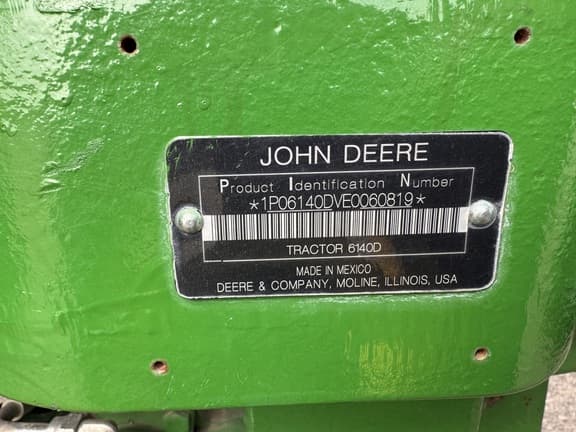 JOHN DEERE
Product Identification Number
*1P06140DVE0060819*
TRACTOR 6140D
MADE IN MEXICO
DEERE & COMPANY, MOLINE, ILLINOIS, USA